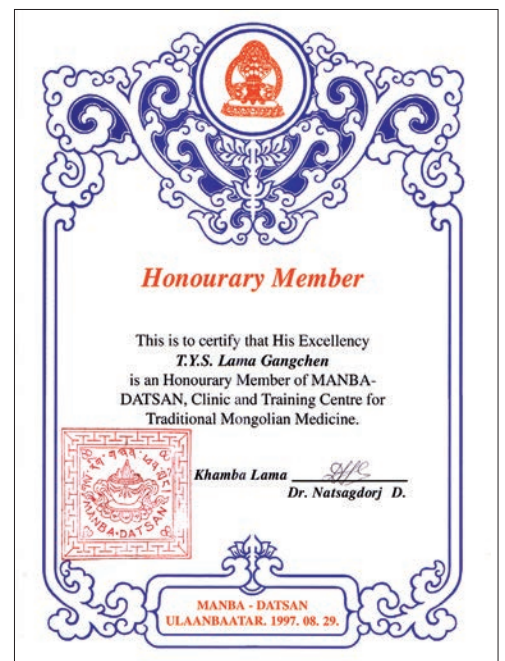 Honourary Member
This is to certify that His Excellency
T.Y.S. Lama Gangchen
is an Honourary Member of MANBA-
DATSAN, Clinic and Training Centre for
Traditional Mongolian Medicine.
Khamba Lama
Dr. Natsagdorj D.
MANBA-DATSAN
MANBA - DATSAN
ULAANBAATAR. 1997. 08. 29.